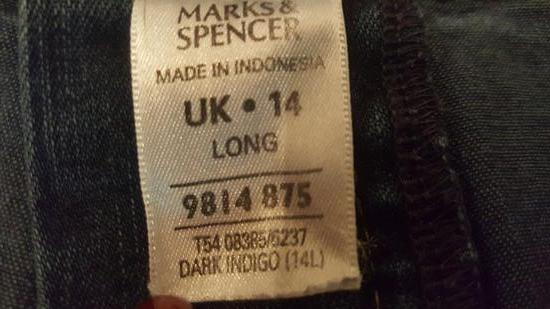 MARKS &
SPENCER
MADE IN INDONESIA
UK • 14
LONG
9814 875
T54 0838S/6237
DARK INDIGO (14L)